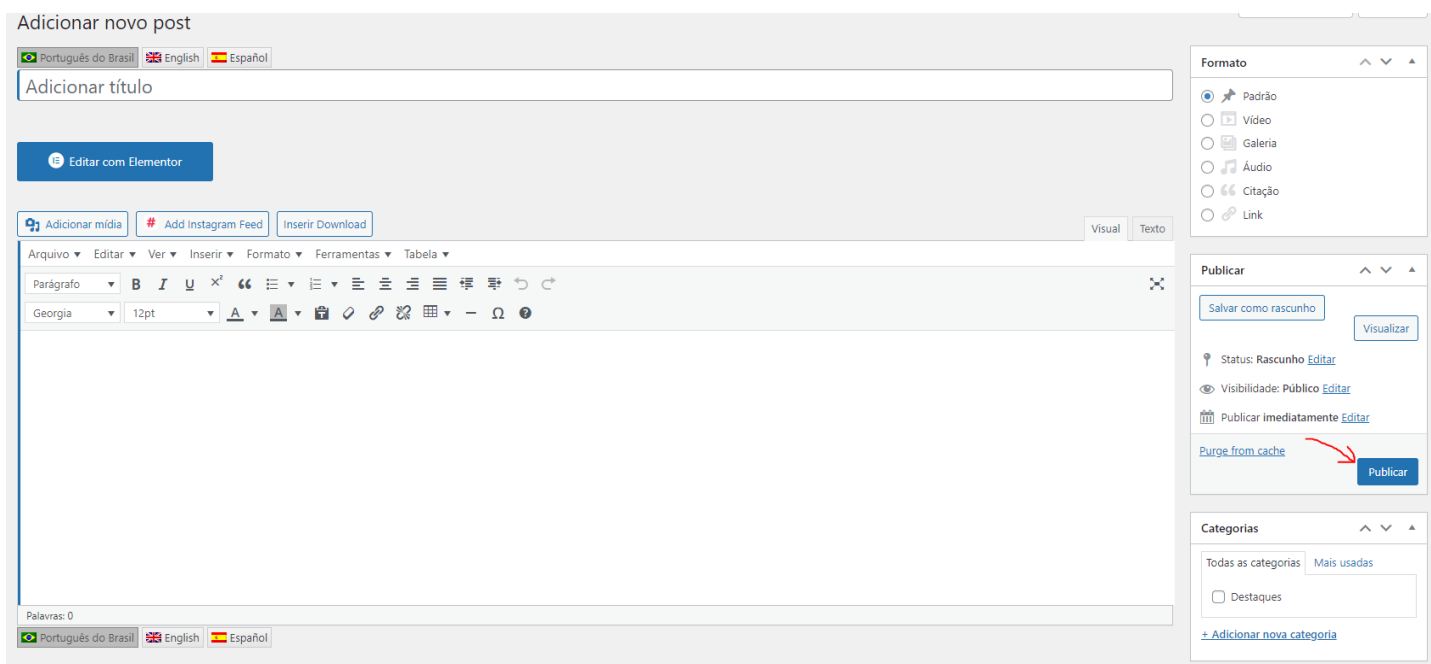 Adicionar novo post
Português do Brasil English Español
Adicionar título
Editar com Elementor
Adicionar mídia # Add Instagram Feed Inserir Download
Visual Texto
Arquivo Editar Ver Inserir Formato Ferramentas Tabela
Parágrafo B I U X² “
Georgia 12pt A A Ω ?
Palavras: 0
Português do Brasil English Español
Formato
Padrão
Vídeo
Galeria
Áudio
Citação
Link
Publicar
Salvar como rascunho
Visualizar
Status: Rascunho Editar
Visibilidade: Público Editar
Publicar imediatamente Editar
Purge from cache
Publicar
Categorias
Todas as categorias Mais usadas
Destaques
+ Adicionar nova categoria